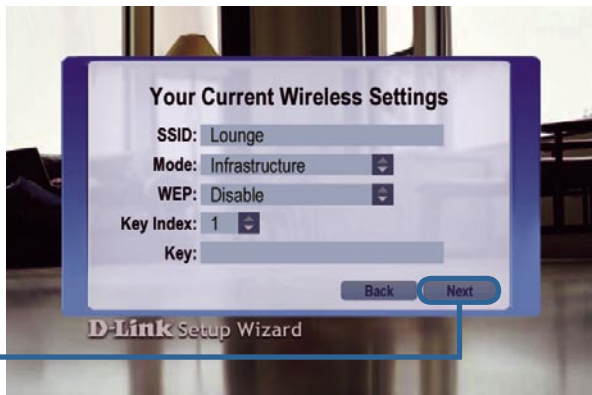 Your Current Wireless Settings
SSID: Lounge
Mode: Infrastructure
WEP: Disable
Key Index: 1
Key:
Back Next
D-Link Setup Wizard